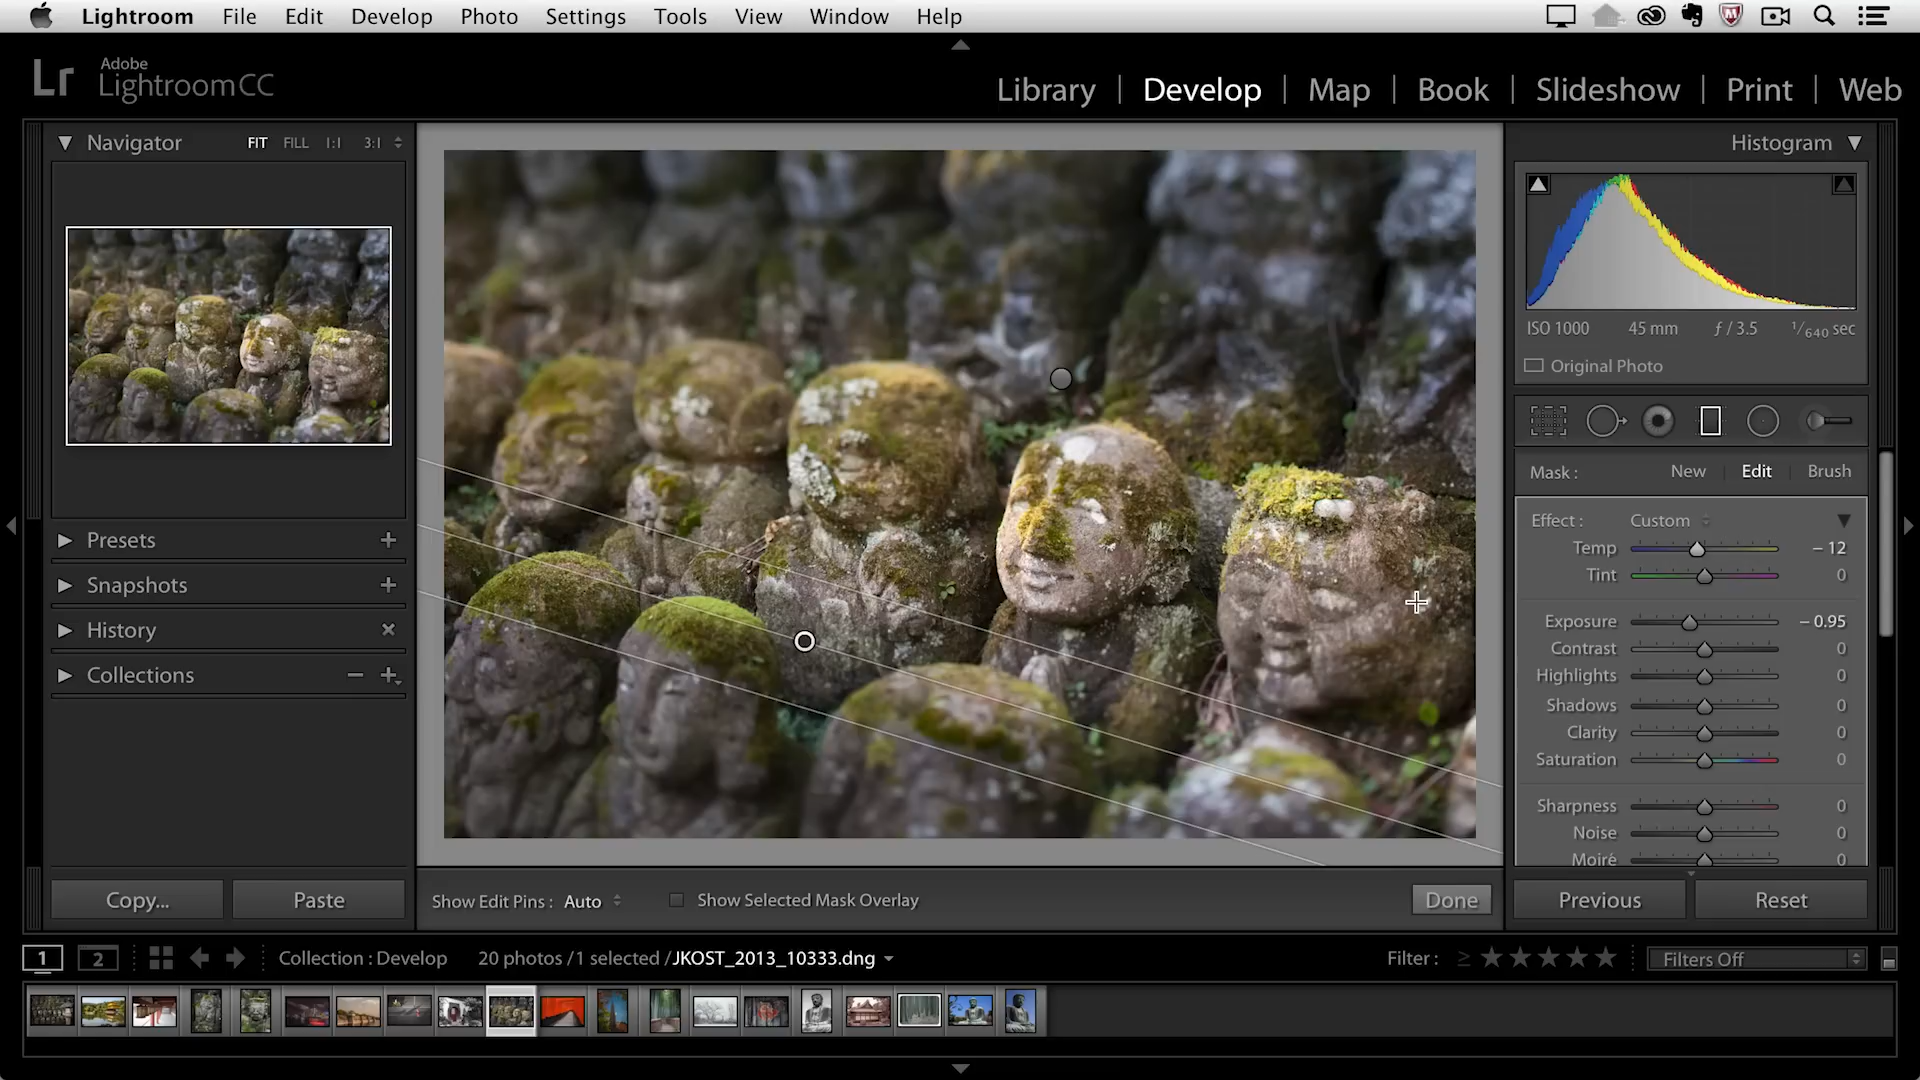 Lightroom File Edit Develop Photo Settings Tools View Window Help
Lr Adobe
Lightroom CC
Library | Develop | Map | Book | Slideshow | Print | Web
Navigator FIT FILL 1:1 3:1
Histogram
ISO 1000 45 mm ƒ / 3.5 1/640 sec
Original Photo
Mask : New Edit Brush
Effect : Custom
Temp – 12
Tint 0
Exposure – 0.95
Contrast 0
Highlights 0
Shadows 0
Clarity 0
Saturation 0
Sharpness 0
Noise 0
Moiré 0
Presets +
Snapshots +
History ×
Collections – +
Copy... Paste
Show Edit Pins : Auto Show Selected Mask Overlay Done
Previous Reset
1 2 Collection : Develop 20 photos /1 selected /JKOST_2013_10333.dng Filter : ≥ ★★★★★ Filters Off